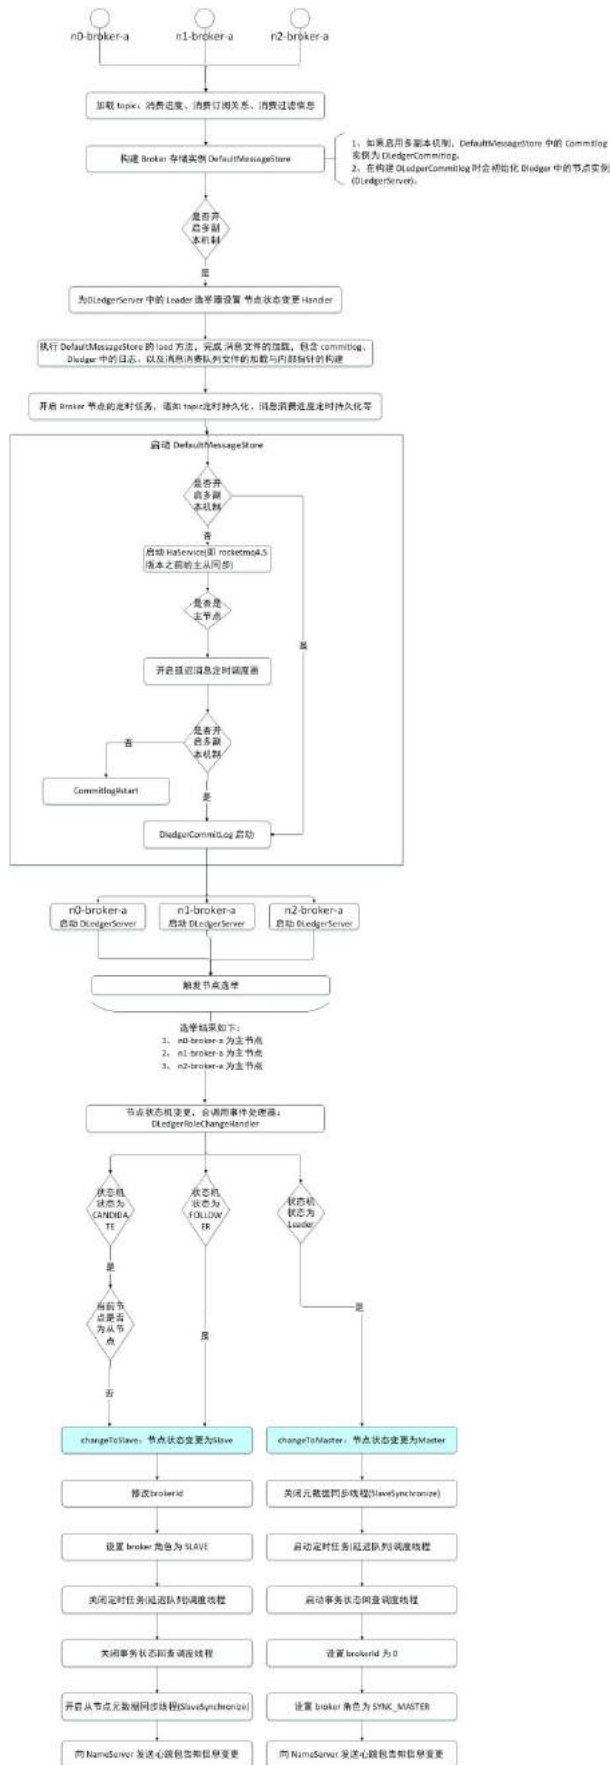 n0-broker-a
n1-broker-a
n2-broker-a
加载 topic、消费进度、消费订阅关系、消费过滤信息
构建 Broker 存储实例 DefaultMessageStore
1、如果启用多副本机制，DefaultMessageStore 中的 Commitlog
实例为 DLedgerCommitlog。
2、在构建 DLedgerCommitlog 时会初始化 Dledger 中的节点实例
(DLedgerServer)。
是否开
启多副
本机制
是
为DLedgerServer 中的 Leader 选举器设置 节点状态变更 Handler
执行 DefaultMessageStore 的 load 方法，完成 消息文件的加载，包含 commitlog、
Dledger 中的日志、以及消息消费队列文件的加载与内部指针的构建
开启 Broker 节点的定时任务，诸如 topic定时持久化、消息消费进度定时持久化等
启动 DefaultMessageStore
是否开
启多副
本机制
否
启动 HaService(即 rocketmq4.5
版本之前的主从同步)
是否是
主节点
是
开启延迟消息定时调度器
是否开
启多副
本机制
否
Commitlog#start
是
DledgerCommitLog 启动
n0-broker-a
启动 DLedgerServer
n1-broker-a
启动 DLedgerServer
n2-broker-a
启动 DLedgerServer
触发节点选举
选举结果如下：
1、 n0-broker-a 为主节点
2、 n1-broker-a 为主节点
3、 n2-broker-a 为主节点
节点状态机变更，会调用事件处理器：
DLedgerRoleChangeHandler
状态机
状态为
CANDIDA
TE
状态机
状态为
FOLLOW
ER
状态机
状态为
Leader
是
当前节
点是否
为从节
点
是
是
否
changeToSlave：节点状态变更为Slave
changeToMaster：节点状态变更为Master
修改brokerId
关闭元数据同步线程(SlaveSynchronize)
设置 broker 角色为 SLAVE
启动定时任务(延迟队列)调度线程
关闭定时任务(延迟队列)调度线程
启动事务状态回查调度线程
关闭事务状态回查调度线程
设置 brokerId 为 0
开启从节点元数据同步线程(SlaveSynchronize)
设置 broker 角色为 SYNC_MASTER
向 NameServer 发送心跳包告知信息变更
向 NameServer 发送心跳包告知信息变更